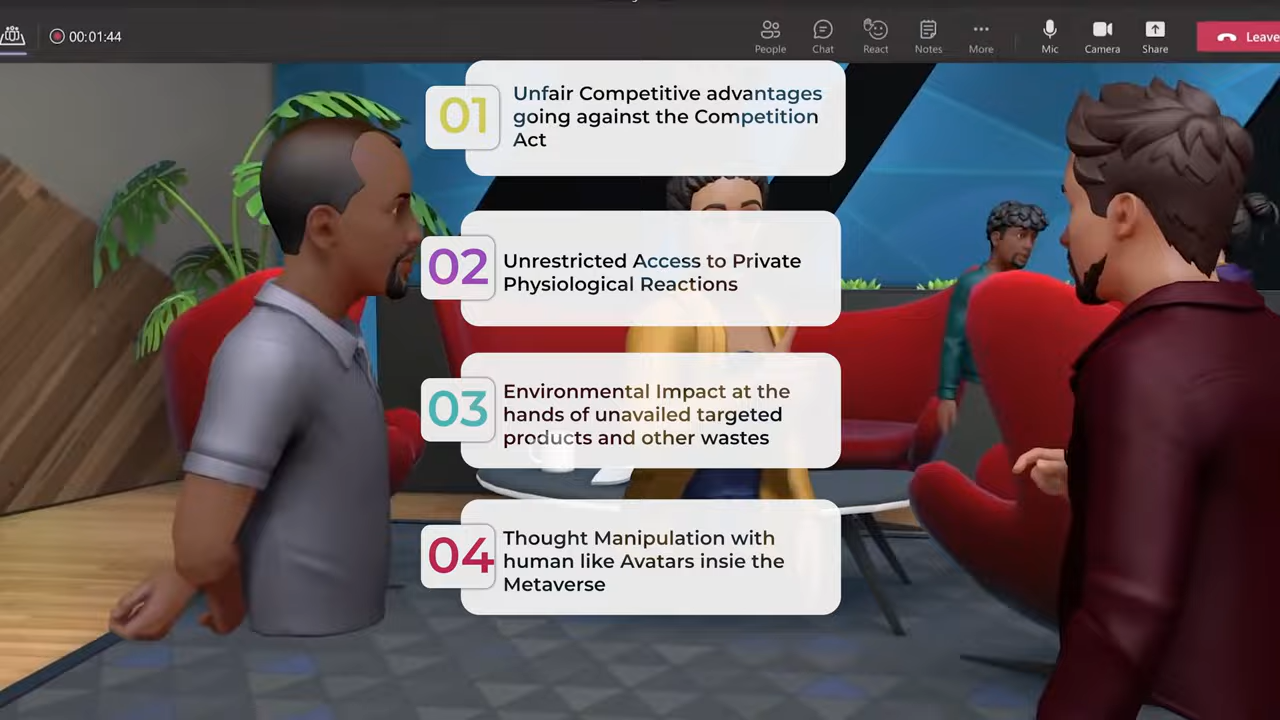 00:01:44
People
Chat
React
Notes
More
Mic
Camera
Share
Leave
01
Unfair Competitive advantages
going against the Competition
Act
02
Unrestricted Access to Private
Physiological Reactions
03
Environmental Impact at the
hands of unavailed targeted
products and other wastes
04
Thought Manipulation with
human like Avatars insie the
Metaverse